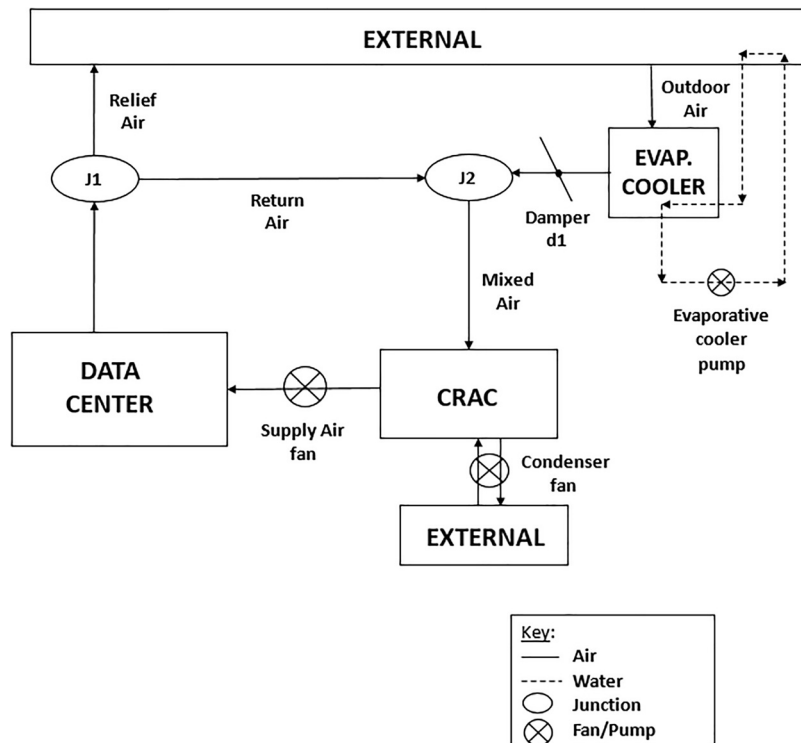 EXTERNAL
Relief
Air
Outdoor
Air
J1
J2
EVAP.
COOLER
Return
Air
Damper
d1
Mixed
Air
Evaporative
cooler
pump
DATA
CENTER
Supply Air
fan
CRAC
Condenser
fan
EXTERNAL
Key:
Air
Water
Junction
Fan/Pump